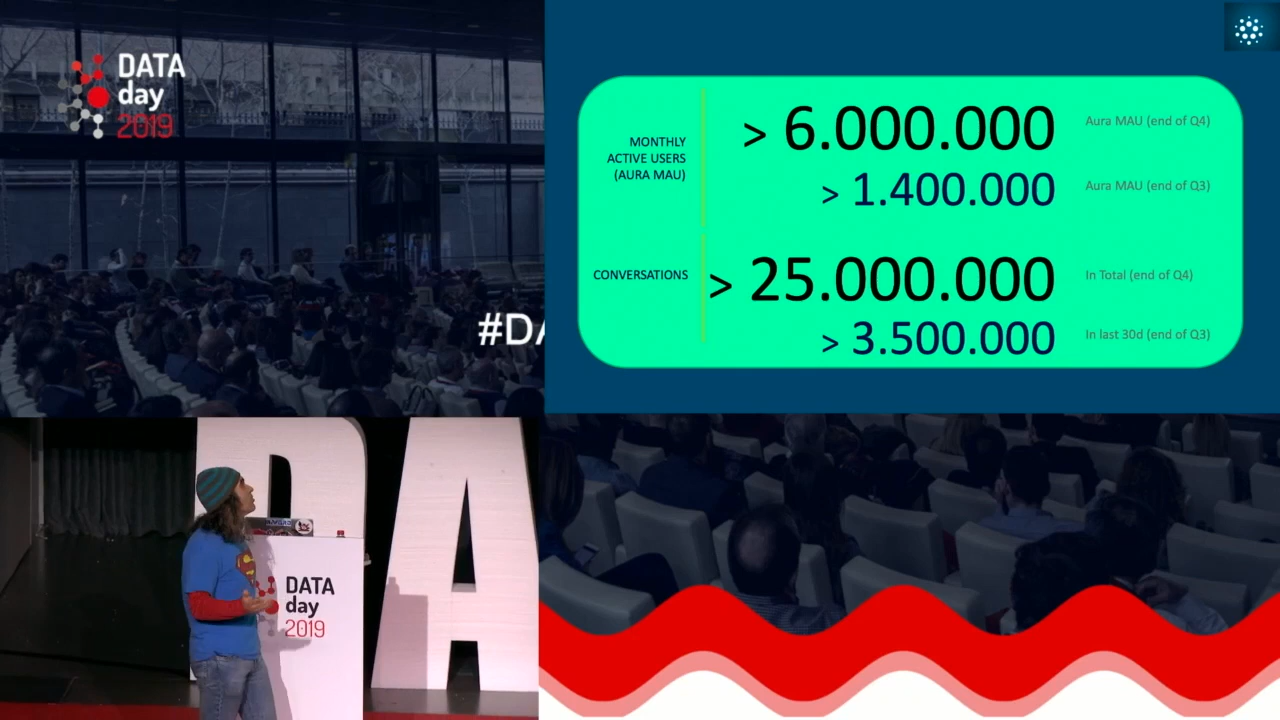 DATA
day
2019
#DA
MONTHLY
ACTIVE USERS
(AURA MAU)
> 6.000.000
Aura MAU (end of Q4)
> 1.400.000
Aura MAU (end of Q3)
CONVERSATIONS
> 25.000.000
In Total (end of Q4)
> 3.500.000
In last 30d (end of Q3)
DA
DATA
day
2019